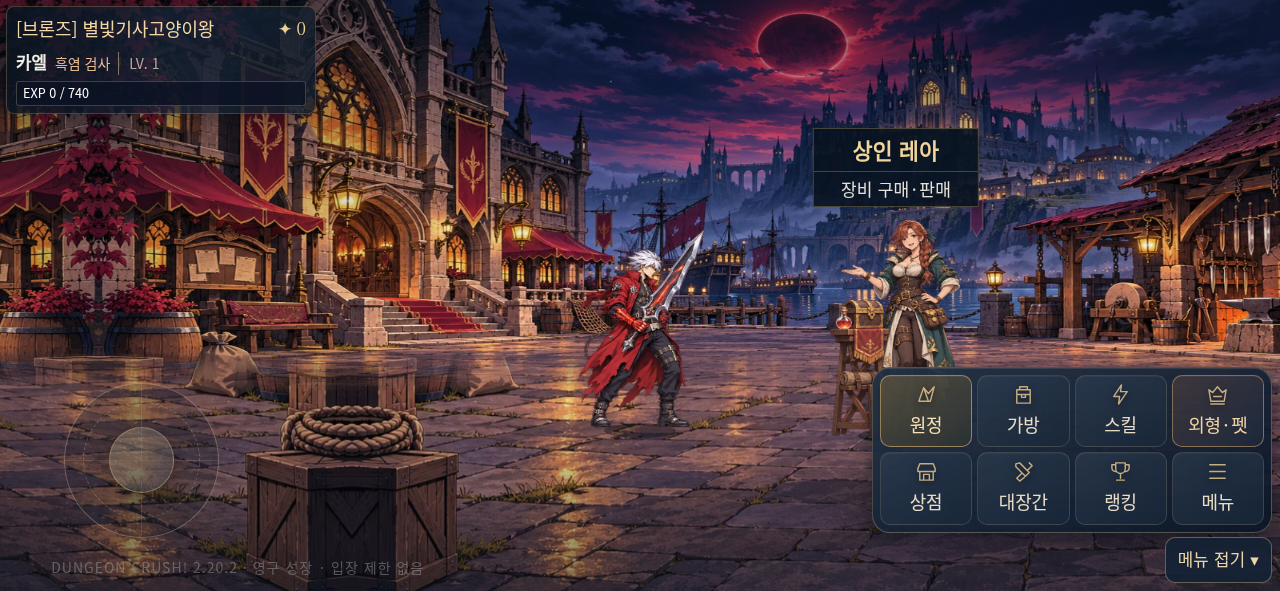 [브론즈] 별빛기사고양이왕 ✦ 0
카엘 흑염 검사 LV. 1
EXP 0 / 740
상인 레아
장비 구매·판매
원정 가방 스킬 외형·펫
상점 대장간 랭킹 메뉴
메뉴 접기 ▾
DUNGEON CRUSH! 2.20.2 · 영구 성장 · 입장 제한 없음